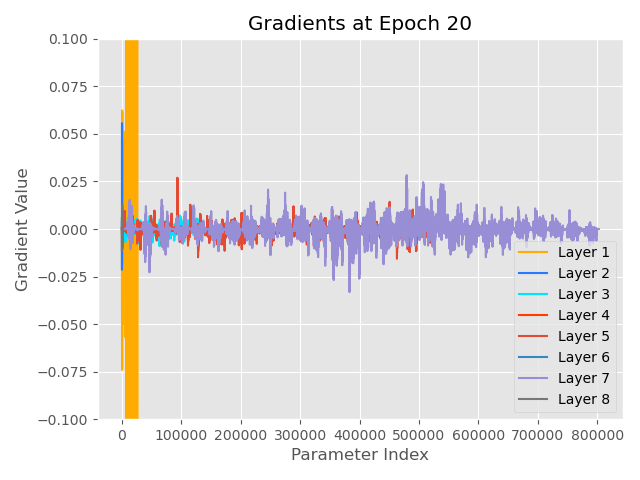 Gradients at Epoch 20
Gradient Value
0.100
0.075
0.050
0.025
0.000
−0.025
−0.050
−0.075
−0.100
0 100000 200000 300000 400000 500000 600000 700000 800000
Parameter Index
Layer 1
Layer 2
Layer 3
Layer 4
Layer 5
Layer 6
Layer 7
Layer 8